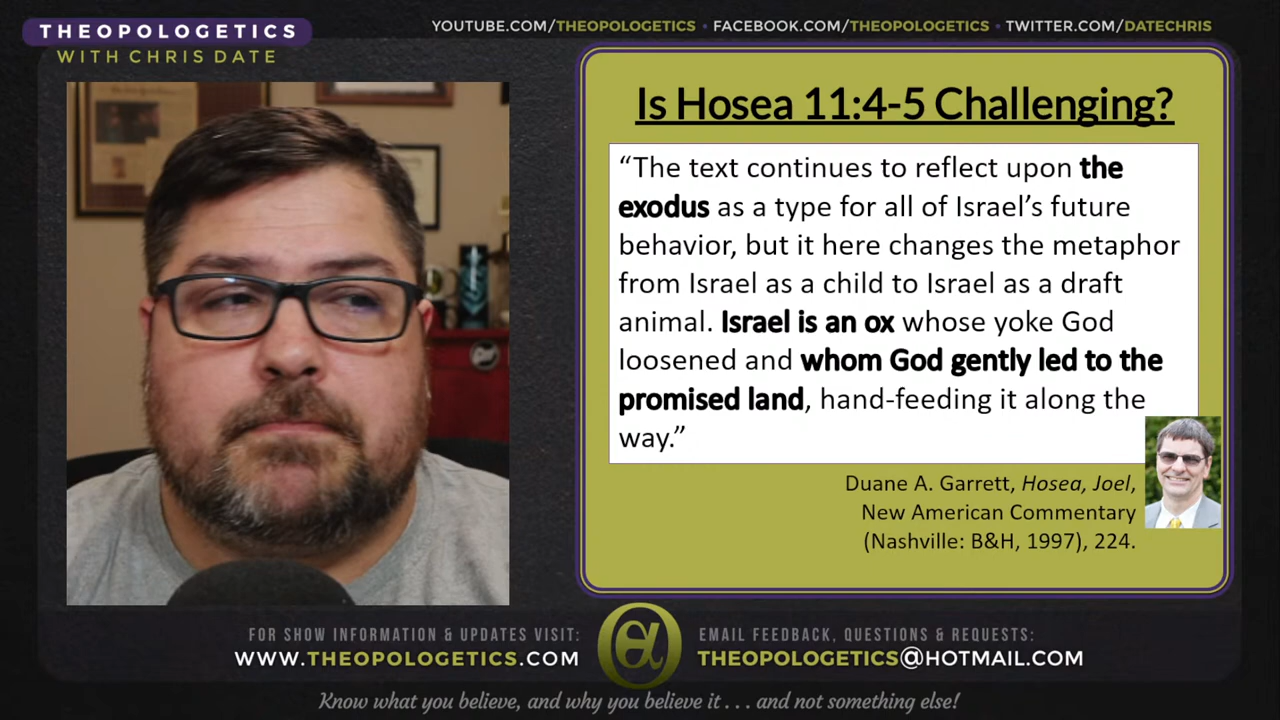 THEOPOLOGETICS
WITH CHRIS DATE
YOUTUBE.COM/THEOPOLOGETICS • FACEBOOK.COM/THEOPOLOGETICS • TWITTER.COM/DATECHRIS
Is Hosea 11:4-5 Challenging?
“The text continues to reflect upon the
exodus as a type for all of Israel’s future
behavior, but it here changes the metaphor
from Israel as a child to Israel as a draft
animal. Israel is an ox whose yoke God
loosened and whom God gently led to the
promised land, hand-feeding it along the
way.”
Duane A. Garrett, Hosea, Joel,
New American Commentary
(Nashville: B&H, 1997), 224.
FOR SHOW INFORMATION & UPDATES VISIT:
WWW.THEOPOLOGETICS.COM
EMAIL FEEDBACK, QUESTIONS & REQUESTS:
THEOPOLOGETICS@HOTMAIL.COM
Know what you believe, and why you believe it . . . and not something else!